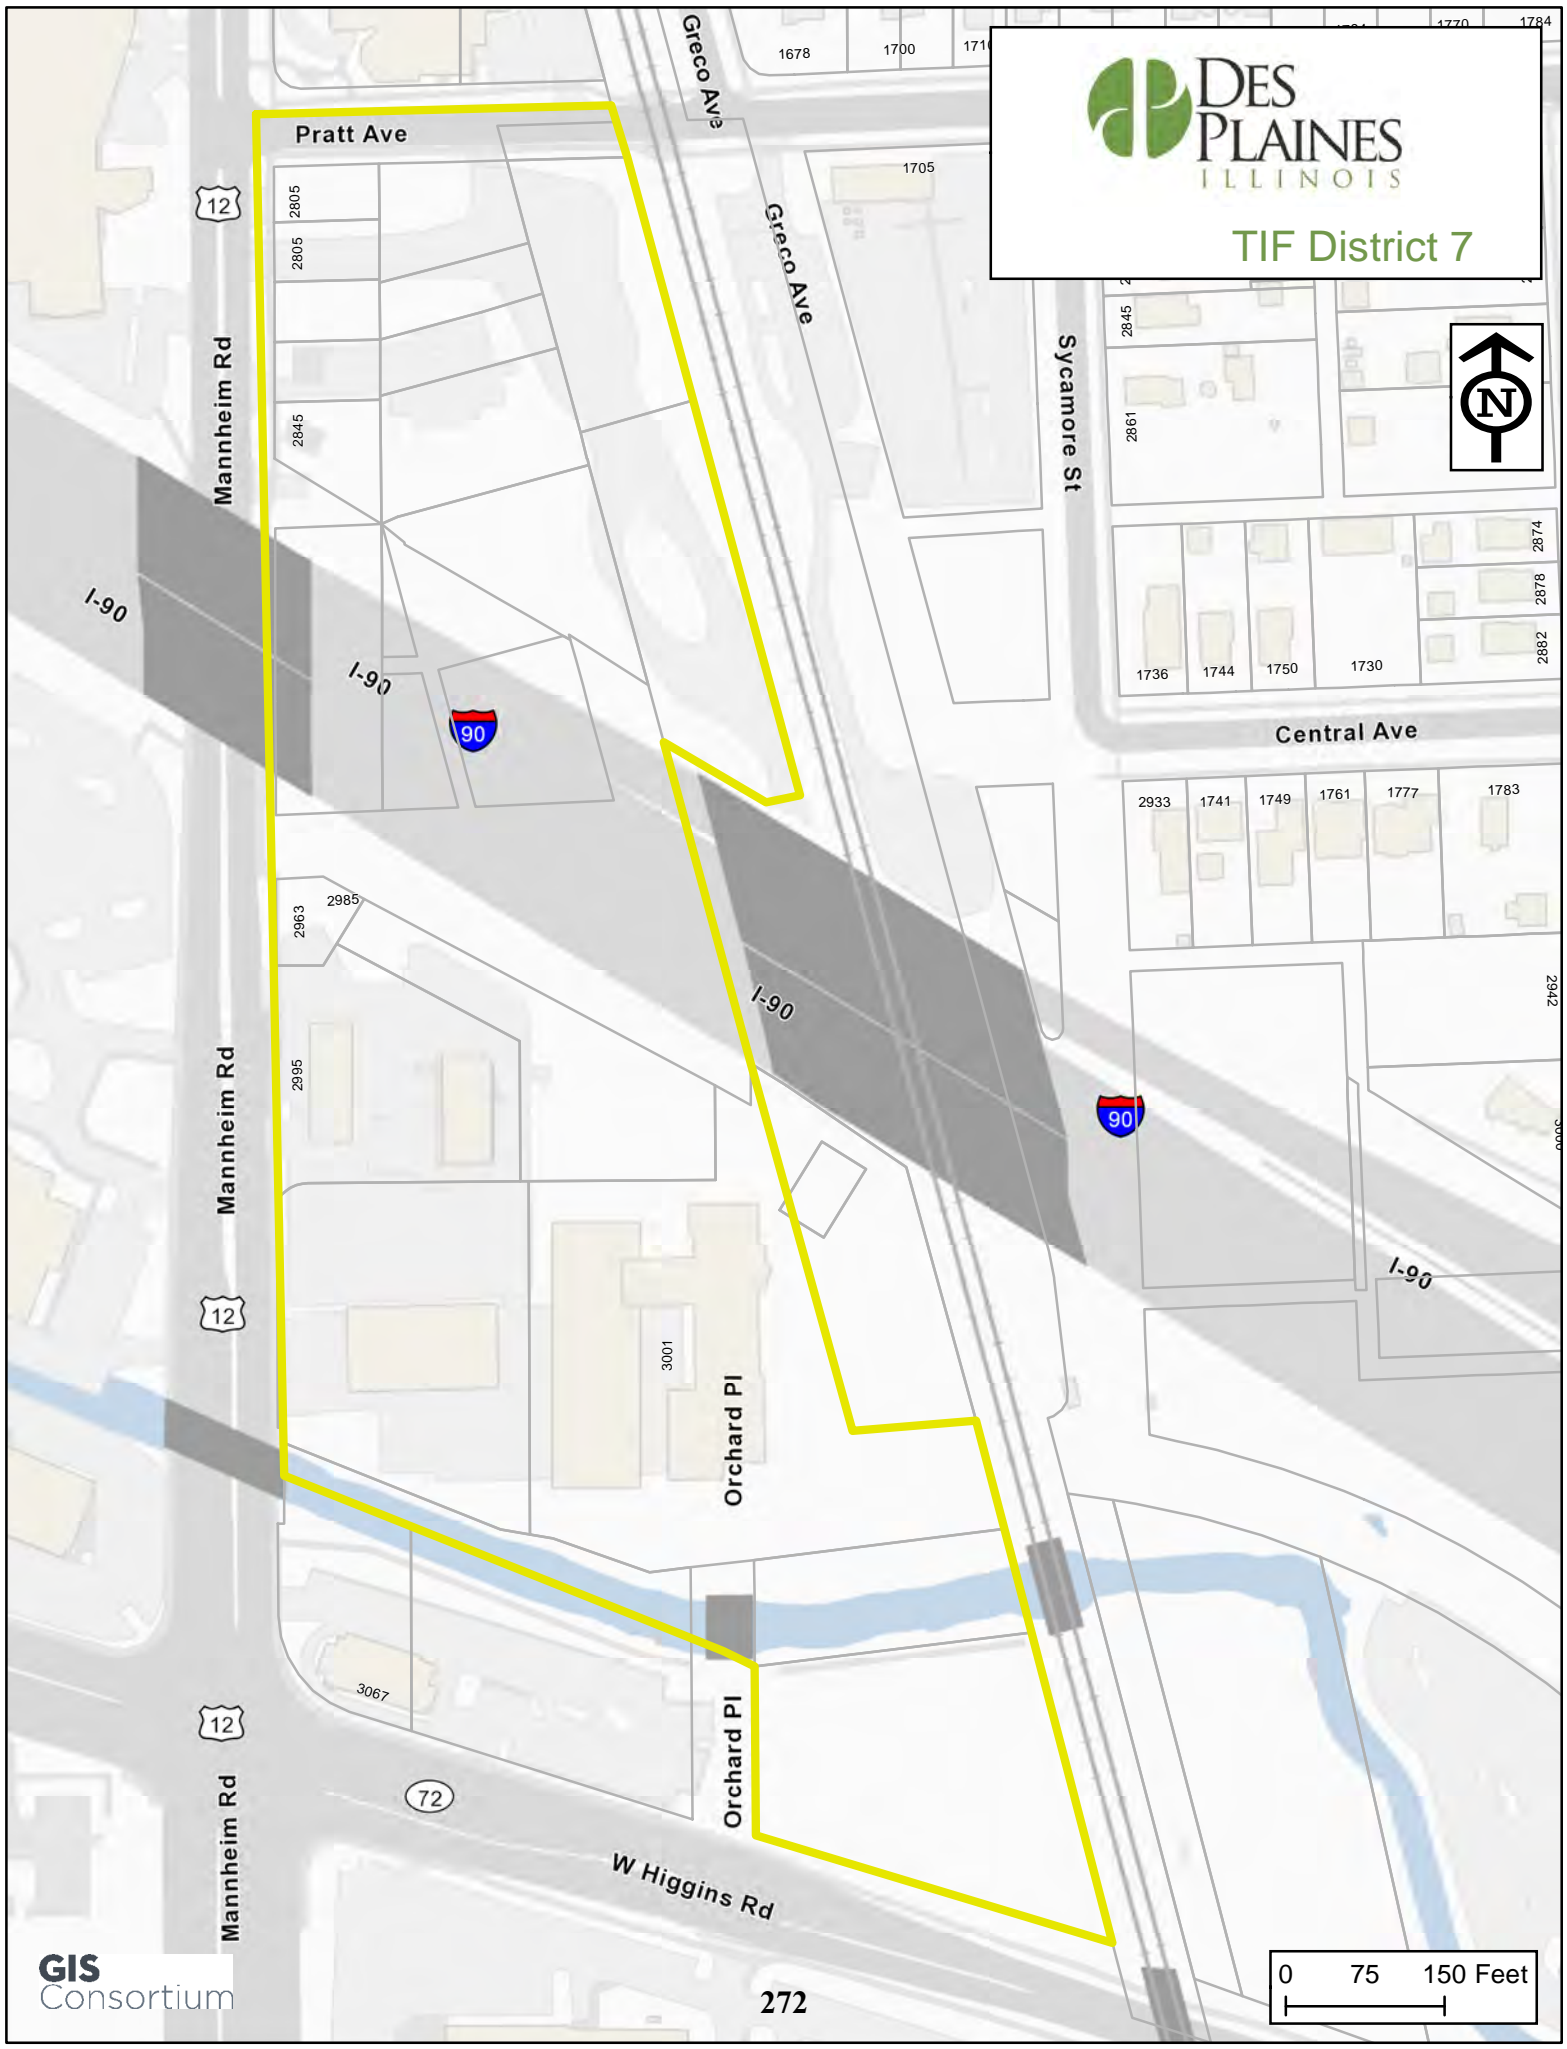 1770
1784
1678
1700
Greco Ave
DES
PLAINES
ILLINOIS
TIF District 7
Pratt Ave
1705
12
2805
2805
Greco Ave
2845
Mannheim Rd
Sycamore St
N
2845
2861
2874
2878
2882
I-90
I-90
90
1736
1744
1750
1730
Central Ave
2933
1741
1749
1761
1777
1783
2985
2963
2942
I-90
2995
Mannheim Rd
90
I-90
12
3001
Orchard Pl
3067
12
Orchard Pl
72
Mannheim Rd
W Higgins Rd
GIS
Consortium
272
0 75 150 Feet